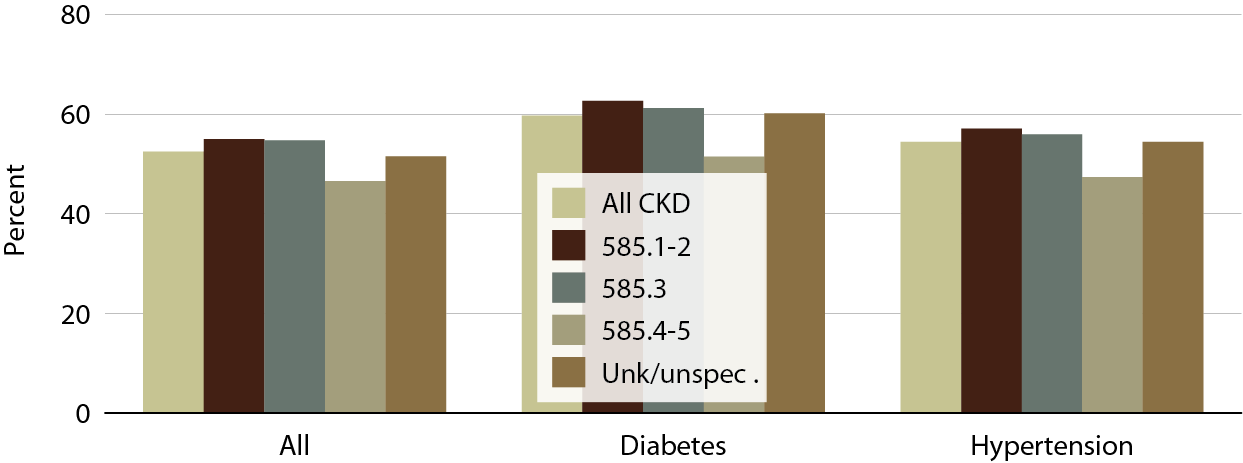 80
60
40
20
0
Percent
All CKD
585.1-2
585.3
585.4-5
Unk/unspec .
All
Diabetes
Hypertension